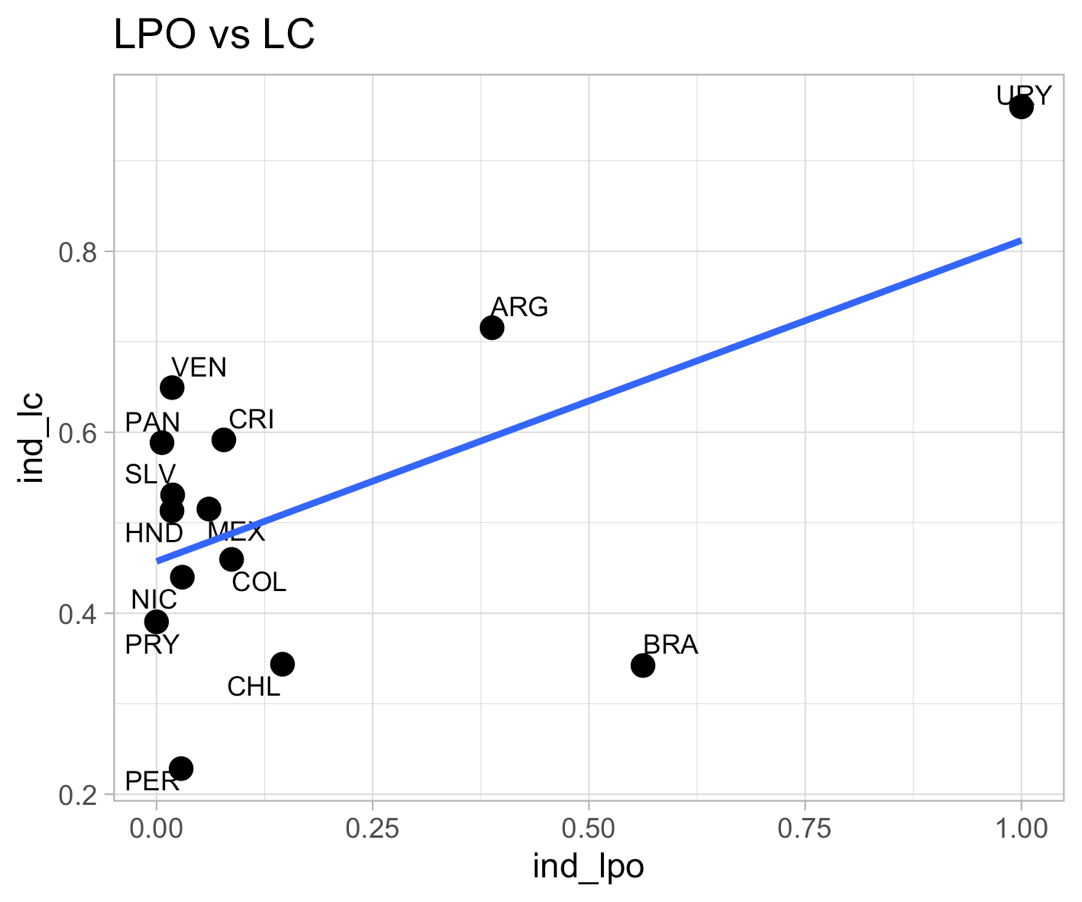 LPO vs LC
URY
ARG
VEN
PAN
CRI
SLV
HND
MEX
COL
NIC
PRY
BRA
CHL
PER
ind_lc
0.8
0.6
0.4
0.2
0.00
0.25
0.50
0.75
1.00
ind_lpo